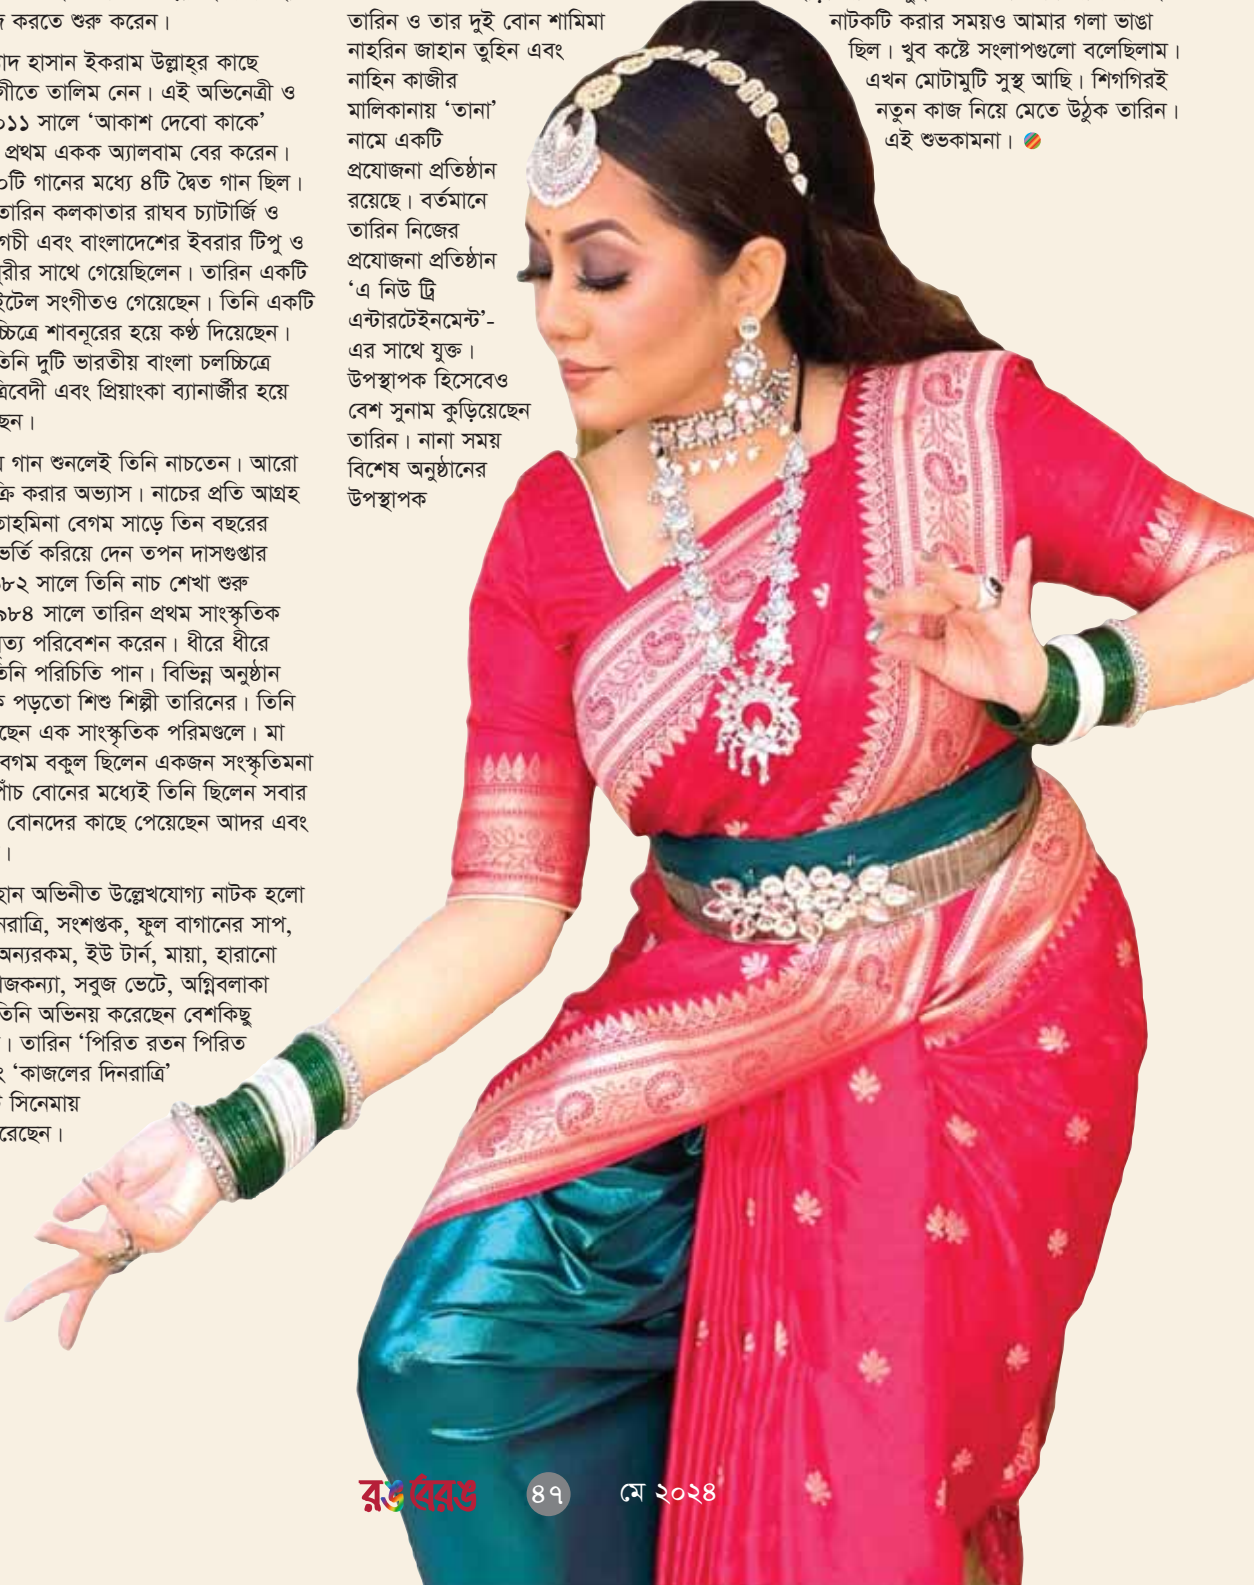 করতে শুরু করেন।
হাসান ইকরাম উল্লাহ্‌র কাছে
তালিম নেন। এই অভিনেত্রী ও
সালে ‘আকাশ দেবো কাকে’
প্রথম একক অ্যালবাম বের করেন।
গানের মধ্যে ৪টি দ্বৈত গান ছিল।
তারিন কলকাতার রাঘব চ্যাটার্জি ও
এবং বাংলাদেশের ইবরার টিপু ও
সাথে গেয়েছিলেন। তারিন একটি
সংগীতও গেয়েছেন। তিনি একটি
শাবনূরের হয়ে কণ্ঠ দিয়েছেন।
তিনি দুটি ভারতীয় বাংলা চলচ্চিত্রে
এবং প্রিয়াংকা ব্যানার্জীর হয়ে
গান শুনলেই তিনি নাচতেন। আরো
করার অভ্যাস। নাচের প্রতি আগ্রহ
তাহমিনা বেগম সাড়ে তিন বছরের
ভর্তি করিয়ে দেন তপন দাসগুপ্তার
সালে তিনি নাচ শেখা শুরু
সালে তারিন প্রথম সাংস্কৃতিক
পরিবেশন করেন। ধীরে ধীরে
তিনি পরিচিতি পান। বিভিন্ন অনুষ্ঠান
পড়তো শিশু শিল্পী তারিনের। তিনি
এক সাংস্কৃতিক পরিমণ্ডলে। মা
বকুল ছিলেন একজন সংস্কৃতিমনা
পাঁচ বোনের মধ্যেই তিনি ছিলেন সবার
বোনদের কাছে পেয়েছেন আদর এবং
।
অভিনীত উল্লেখযোগ্য নাটক হলো
সংশপ্তক, ফুল বাগানের সাপ,
অন্যরকম, ইউ টার্ন, মায়া, হারানো
সবুজ ভেটে, অগ্নিবলাকা
তিনি অভিনয় করেছেন বেশকিছু
। তারিন ‘পিরিত রতন পিরিত
‘কাজলের দিনরাত্রি’
সিনেমায়
তারিন ও তার দুই বোন শামিমা
নাহরিন জাহান তুহিন এবং
নাহিন কাজীর
মালিকানায় ‘তানা’
নামে একটি
প্রযোজনা প্রতিষ্ঠান
রয়েছে। বর্তমানে
তারিন নিজের
প্রযোজনা প্রতিষ্ঠান
‘এ নিউ ট্রি
এন্টারটেইনমেন্ট’-
এর সাথে যুক্ত।
উপস্থাপক হিসেবেও
বেশ সুনাম কুড়িয়েছেন
তারিন। নানা সময়
বিশেষ অনুষ্ঠানের
উপস্থাপক
নাটকটি করার সময়ও আমার গলা ভাঙা
ছিল। খুব কষ্টে সংলাপগুলো বলেছিলাম।
এখন মোটামুটি সুস্থ আছি। শিগগিরই
নতুন কাজ নিয়ে মেতে উঠুক তারিন।
এই শুভকামনা।
রঙ বেরঙ ৪৭ মে ২০২৪